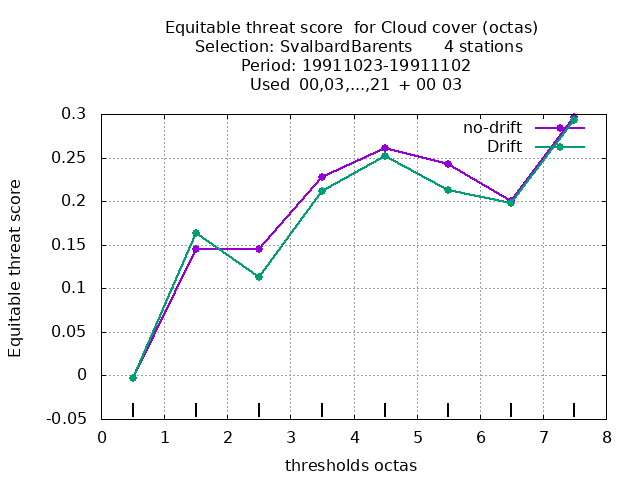 Equitable threat score  for Cloud cover (octas)
Selection: SvalbardBarents      4 stations
Period: 19911023-19911102
Used  00,03,...,21  + 00 03
no-drift
Drift
Equitable threat score
0.3
0.25
0.2
0.15
0.1
0.05
0
-0.05
0 1 2 3 4 5 6 7 8
thresholds octas